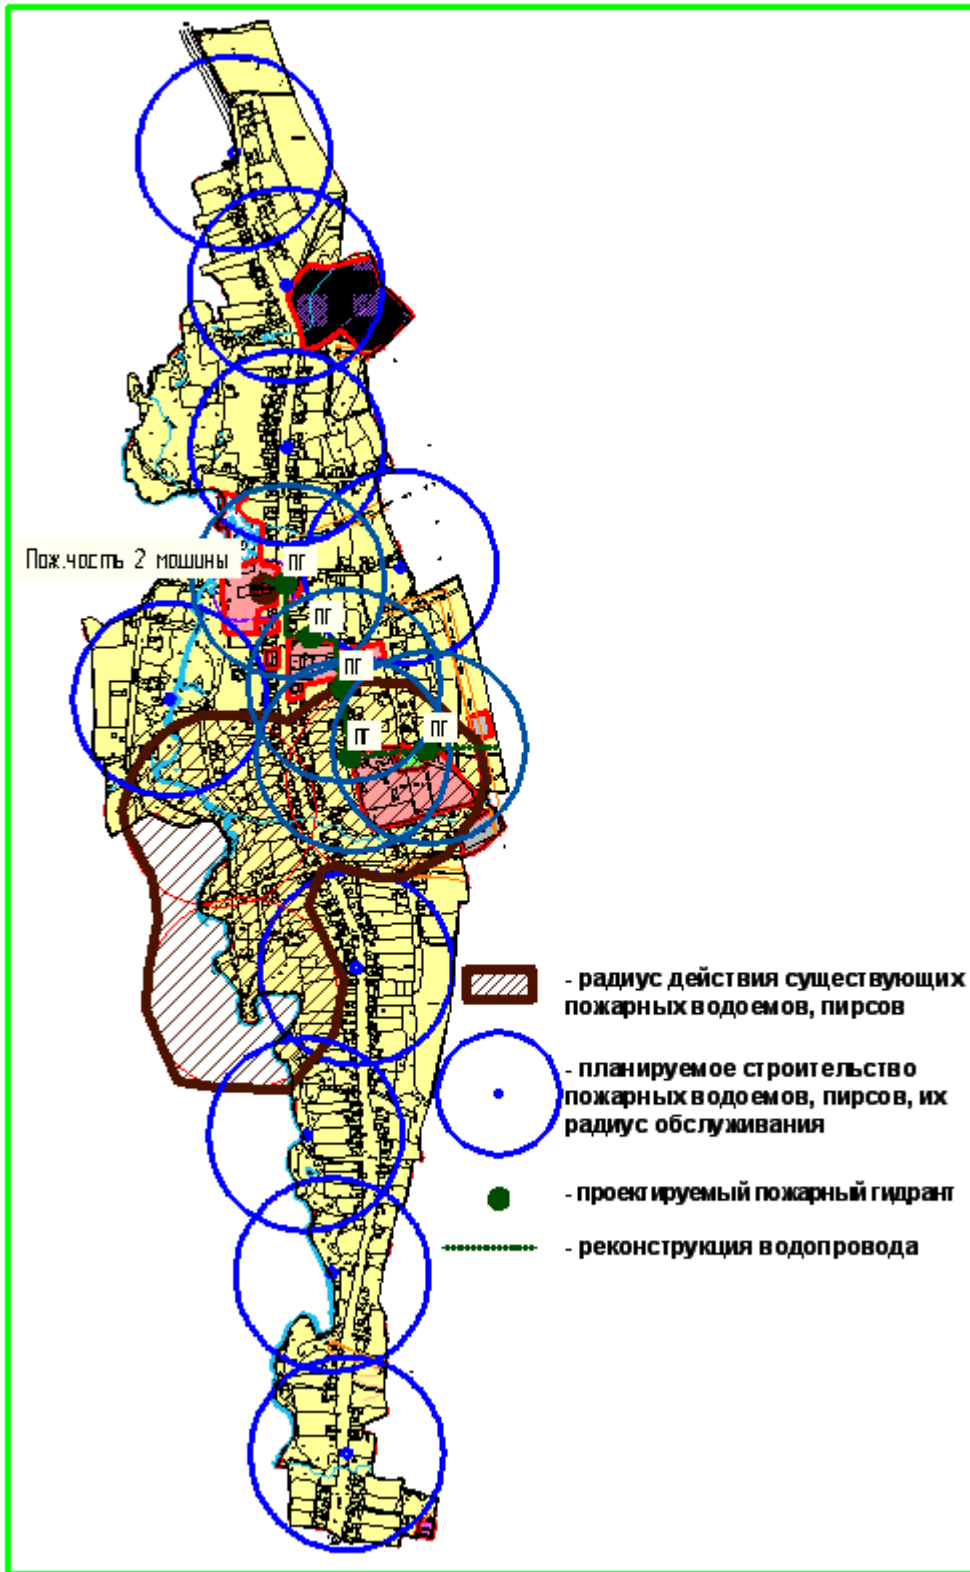 Пож.часть 2 мошины
ПГ
ПГ
ПГ
ПГ
ПГ
- радиус действия существующих
пожарных водоемов, пирсов
- планируемое строительство
пожарных водоемов, пирсов, их
радиус обслуживания
- проектируемый пожарный гидрант
- реконструкция водопровода